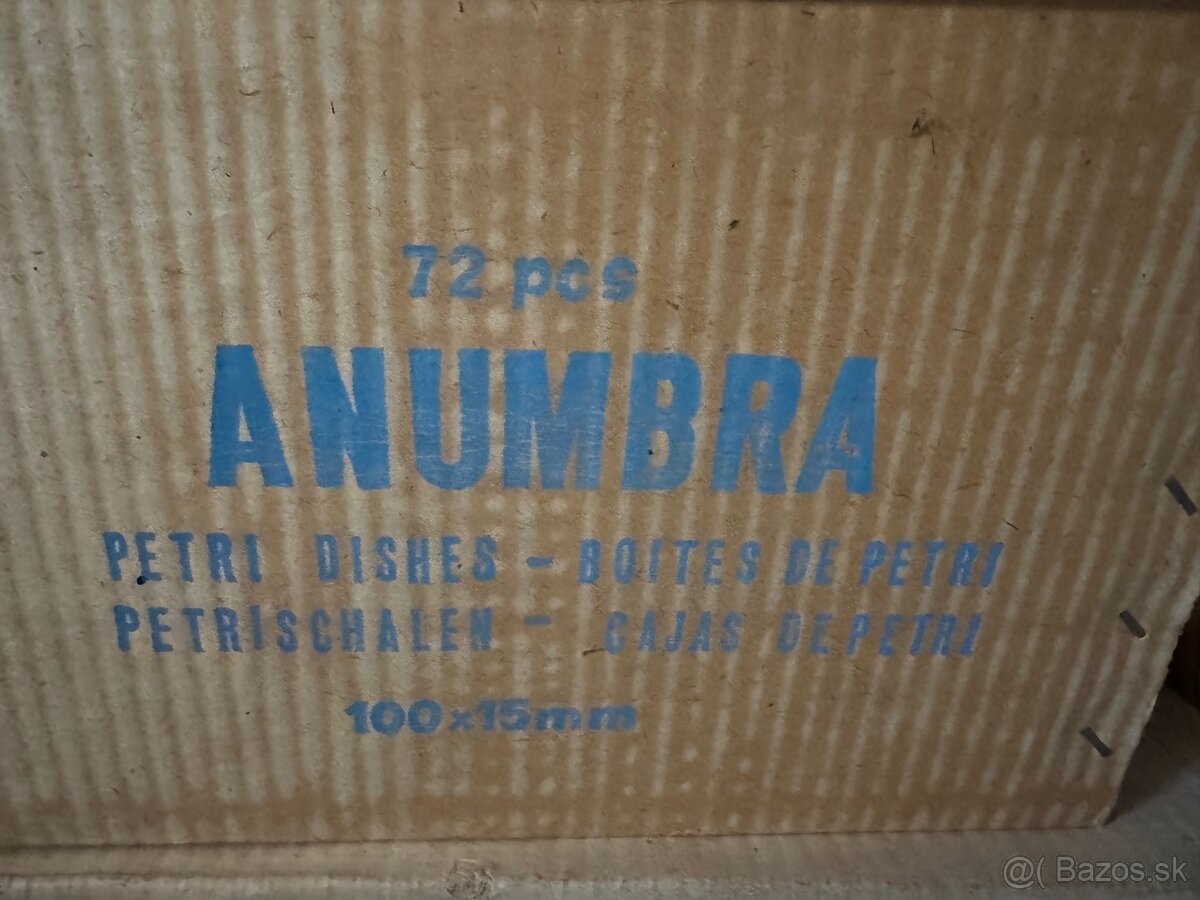 72 pcs
ANUMBRA
PETRI DISHES - BOITES DE PETRI
PETRISCHALEN - CAJAS DE PETRI
100x15mm
@( Bazos.sk